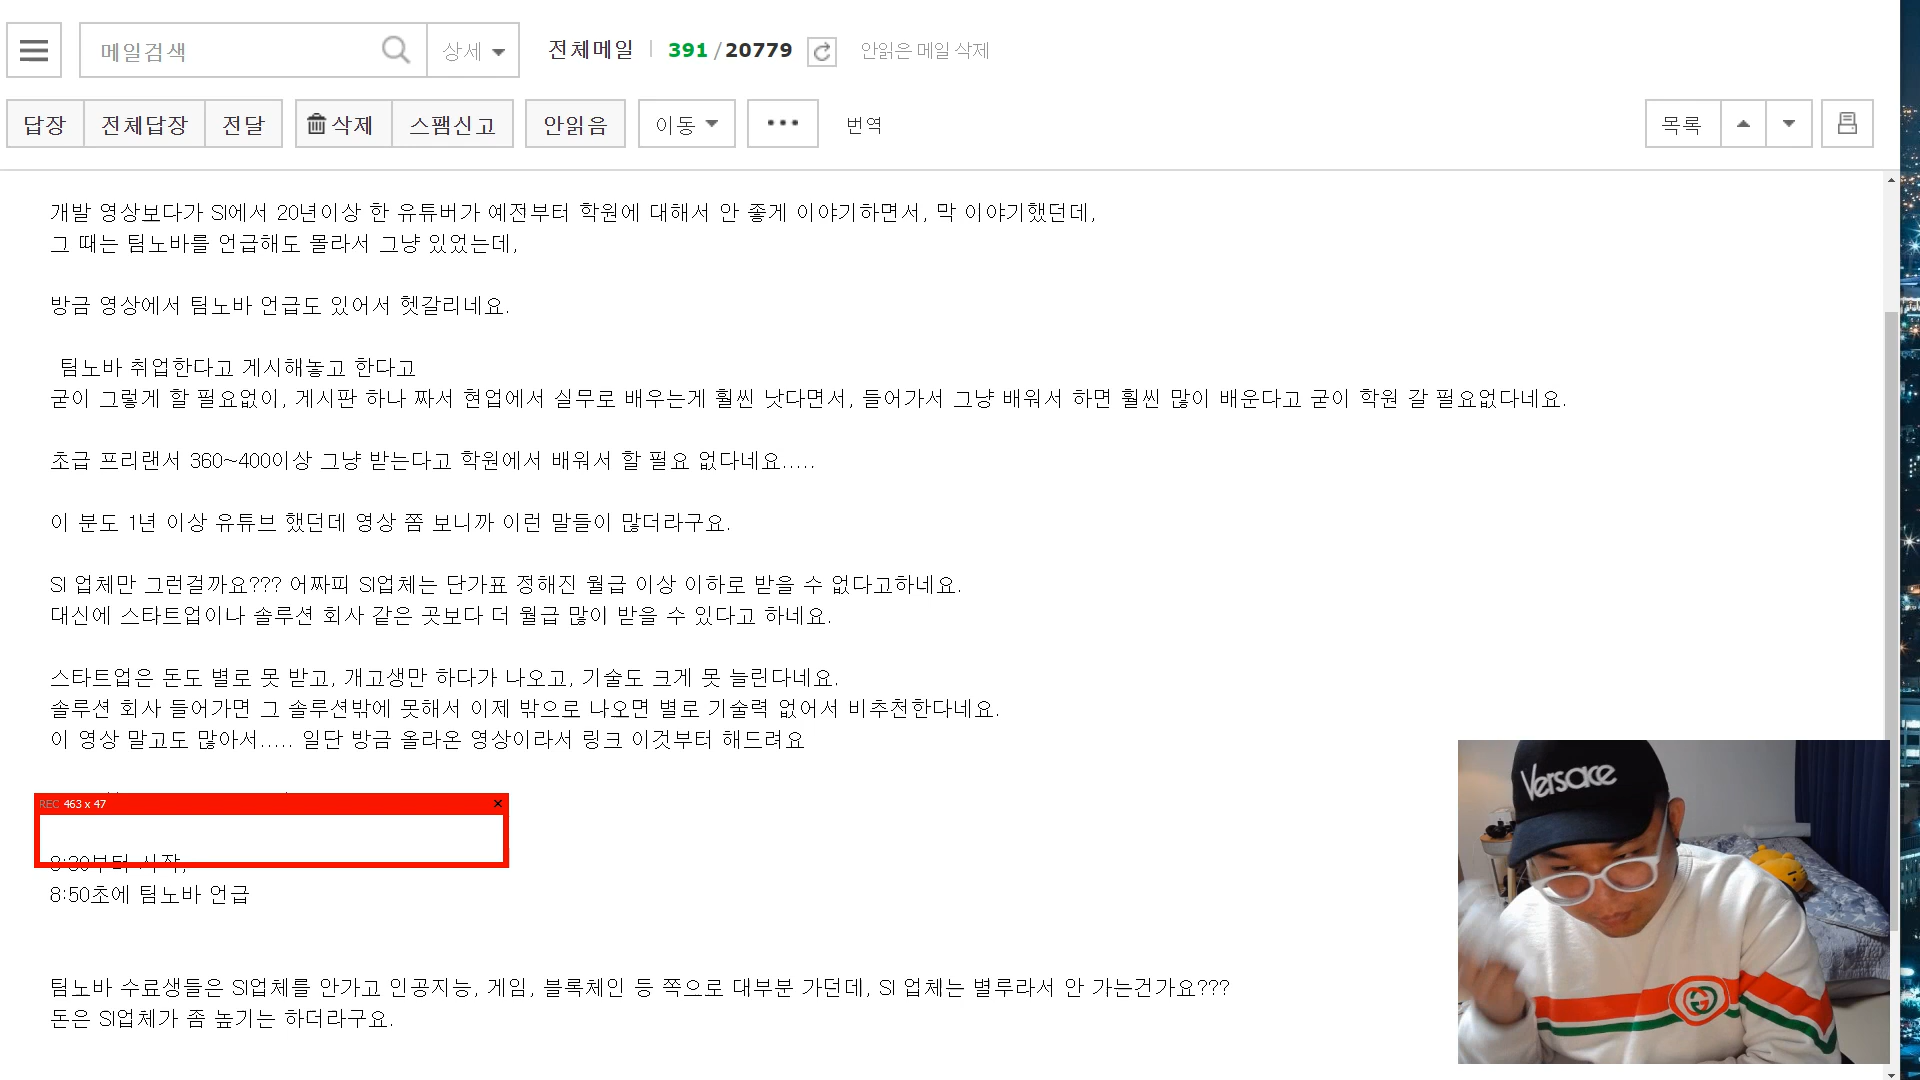 메일검색
상세
전체메일
391 / 20779
안읽은 메일 삭제
답장
전체답장
전달
삭제
스팸신고
안읽음
이동
번역
목록
개발 영상보다가 SI에서 20년이상 한 유튜버가 예전부터 학원에 대해서 안 좋게 이야기하면서, 막 이야기했던데,
그 때는 팀노바를 언급해도 몰라서 그냥 있었는데,
방금 영상에서 팀노바 언급도 있어서 헷갈리네요.
팀노바 취업한다고 게시해놓고 한다고
굳이 그렇게 할 필요없이, 게시판 하나 짜서 현업에서 실무로 배우는게 훨씬 낫다면서, 들어가서 그냥 배워서 하면 훨씬 많이 배운다고 굳이 학원 갈 필요없다네요.
초급 프리랜서 360~400이상 그냥 받는다고 학원에서 배워서 할 필요 없다네요.....
이 분도 1년 이상 유튜브 했던데 영상 쫌 보니까 이런 말들이 많더라구요.
SI 업체만 그런걸까요??? 어짜피 SI업체는 단가표 정해진 월급 이상 이하로 받을 수 없다고하네요.
대신에 스타트업이나 솔루션 회사 같은 곳보다 더 월급 많이 받을 수 있다고 하네요.
스타트업은 돈도 별로 못 받고, 개고생만 하다가 나오고, 기술도 크게 못 늘린다네요.
솔루션 회사 들어가면 그 솔루션밖에 못해서 이제 밖으로 나오면 별로 기술력 없어서 비추천한다네요.
이 영상 말고도 많아서..... 일단 방금 올라온 영상이라서 링크 이것부터 해드려요
REC 463 x 47
8:30부터 시작,
8:50초에 팀노바 언급
팀노바 수료생들은 SI업체를 안가고 인공지능, 게임, 블록체인 등 쪽으로 대부분 가던데, SI 업체는 별루라서 안 가는건가요???
돈은 SI업체가 좀 높기는 하더라구요.
Versace